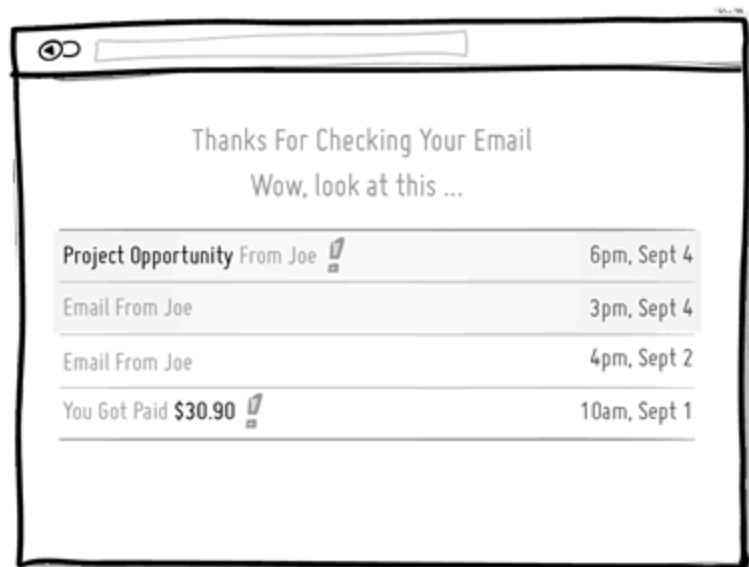 Thanks For Checking Your Email
Wow, look at this ...
Project Opportunity From Joe ! 6pm, Sept 4
Email From Joe 3pm, Sept 4
Email From Joe 4pm, Sept 2
You Got Paid $30.90 ! 10am, Sept 1